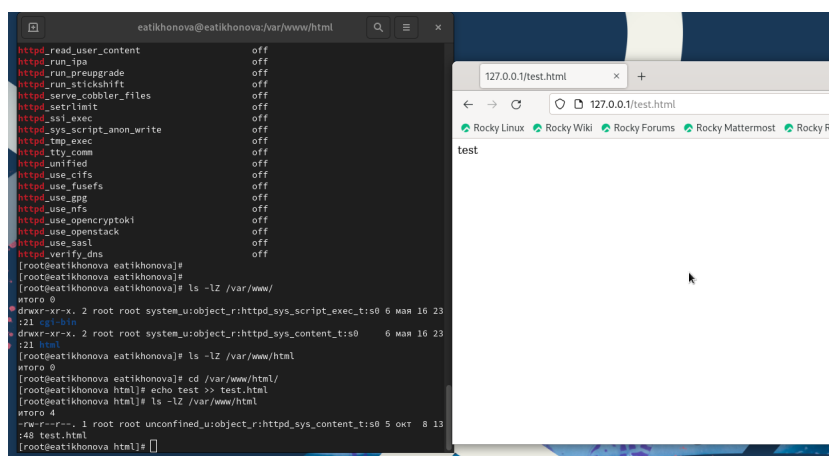 eatikhonova@eatikhonova:/var/www/html
httpd_read_user_content off
httpd_run_ipa off
httpd_run_preupgrade off
httpd_run_stickshift off
httpd_serve_cobbler_files off
httpd_setrlimit off
httpd_ssi_exec off
httpd_sys_script_anon_write off
httpd_tmp_exec off
httpd_tty_comm off
httpd_unified off
httpd_use_cifs off
httpd_use_fusefs off
httpd_use_gpg off
httpd_use_nfs off
httpd_use_opencryptoki off
httpd_use_openstack off
httpd_use_sasl off
httpd_verify_dns off
[root@eatikhonova eatikhonova]#
[root@eatikhonova eatikhonova]#
[root@eatikhonova eatikhonova]# ls -lZ /var/www/
итого 0
drwxr-xr-x. 2 root root system_u:object_r:httpd_sys_script_exec_t:s0 6 мая 16 23
:21 cgi-bin
drwxr-xr-x. 2 root root system_u:object_r:httpd_sys_content_t:s0 6 мая 16 23
:21 html
[root@eatikhonova eatikhonova]# ls -lZ /var/www/html
итого 0
[root@eatikhonova eatikhonova]# cd /var/www/html/
[root@eatikhonova html]# echo test >> test.html
[root@eatikhonova html]# ls -lZ /var/www/html
итого 4
-rw-r--r--. 1 root root unconfined_u:object_r:httpd_sys_content_t:s0 5 окт 8 13
:48 test.html
[root@eatikhonova html]#
127.0.0.1/test.html
127.0.0.1/test.html
Rocky Linux Rocky Wiki Rocky Forums Rocky Mattermost Rocky R
test